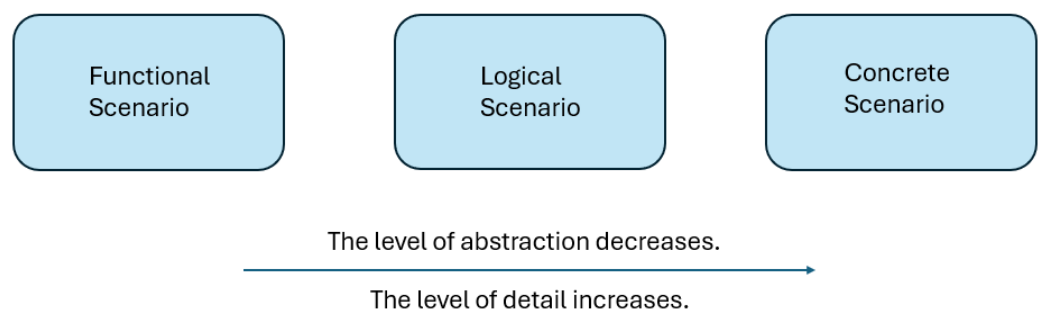 Functional
Scenario
Logical
Scenario
Concrete
Scenario
The level of abstraction decreases.
The level of detail increases.